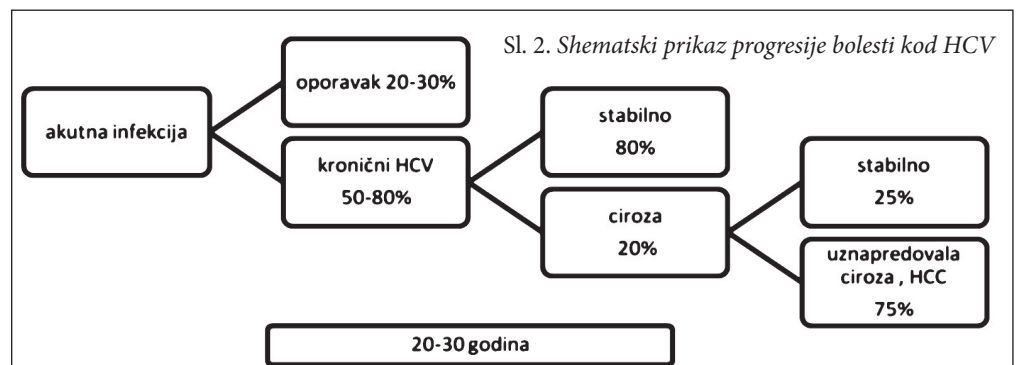 Sl. 2. Shematski prikaz progresije bolesti kod HCV
akutna infekcija
oporavak 20-30%
kronični HCV
50-80%
stabilno
80%
ciroza
20%
stabilno
25%
uznapredovala
ciroza , HCC
75%
20-30 godina